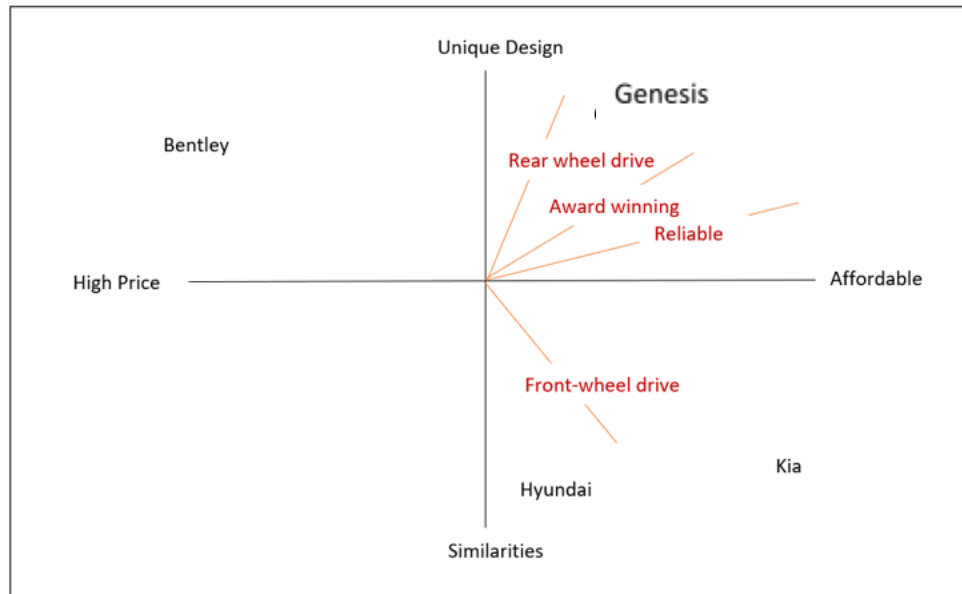 Unique Design
Genesis
Bentley
Rear wheel drive
Award winning
Reliable
High Price
Affordable
Front-wheel drive
Kia
Hyundai
Similarities